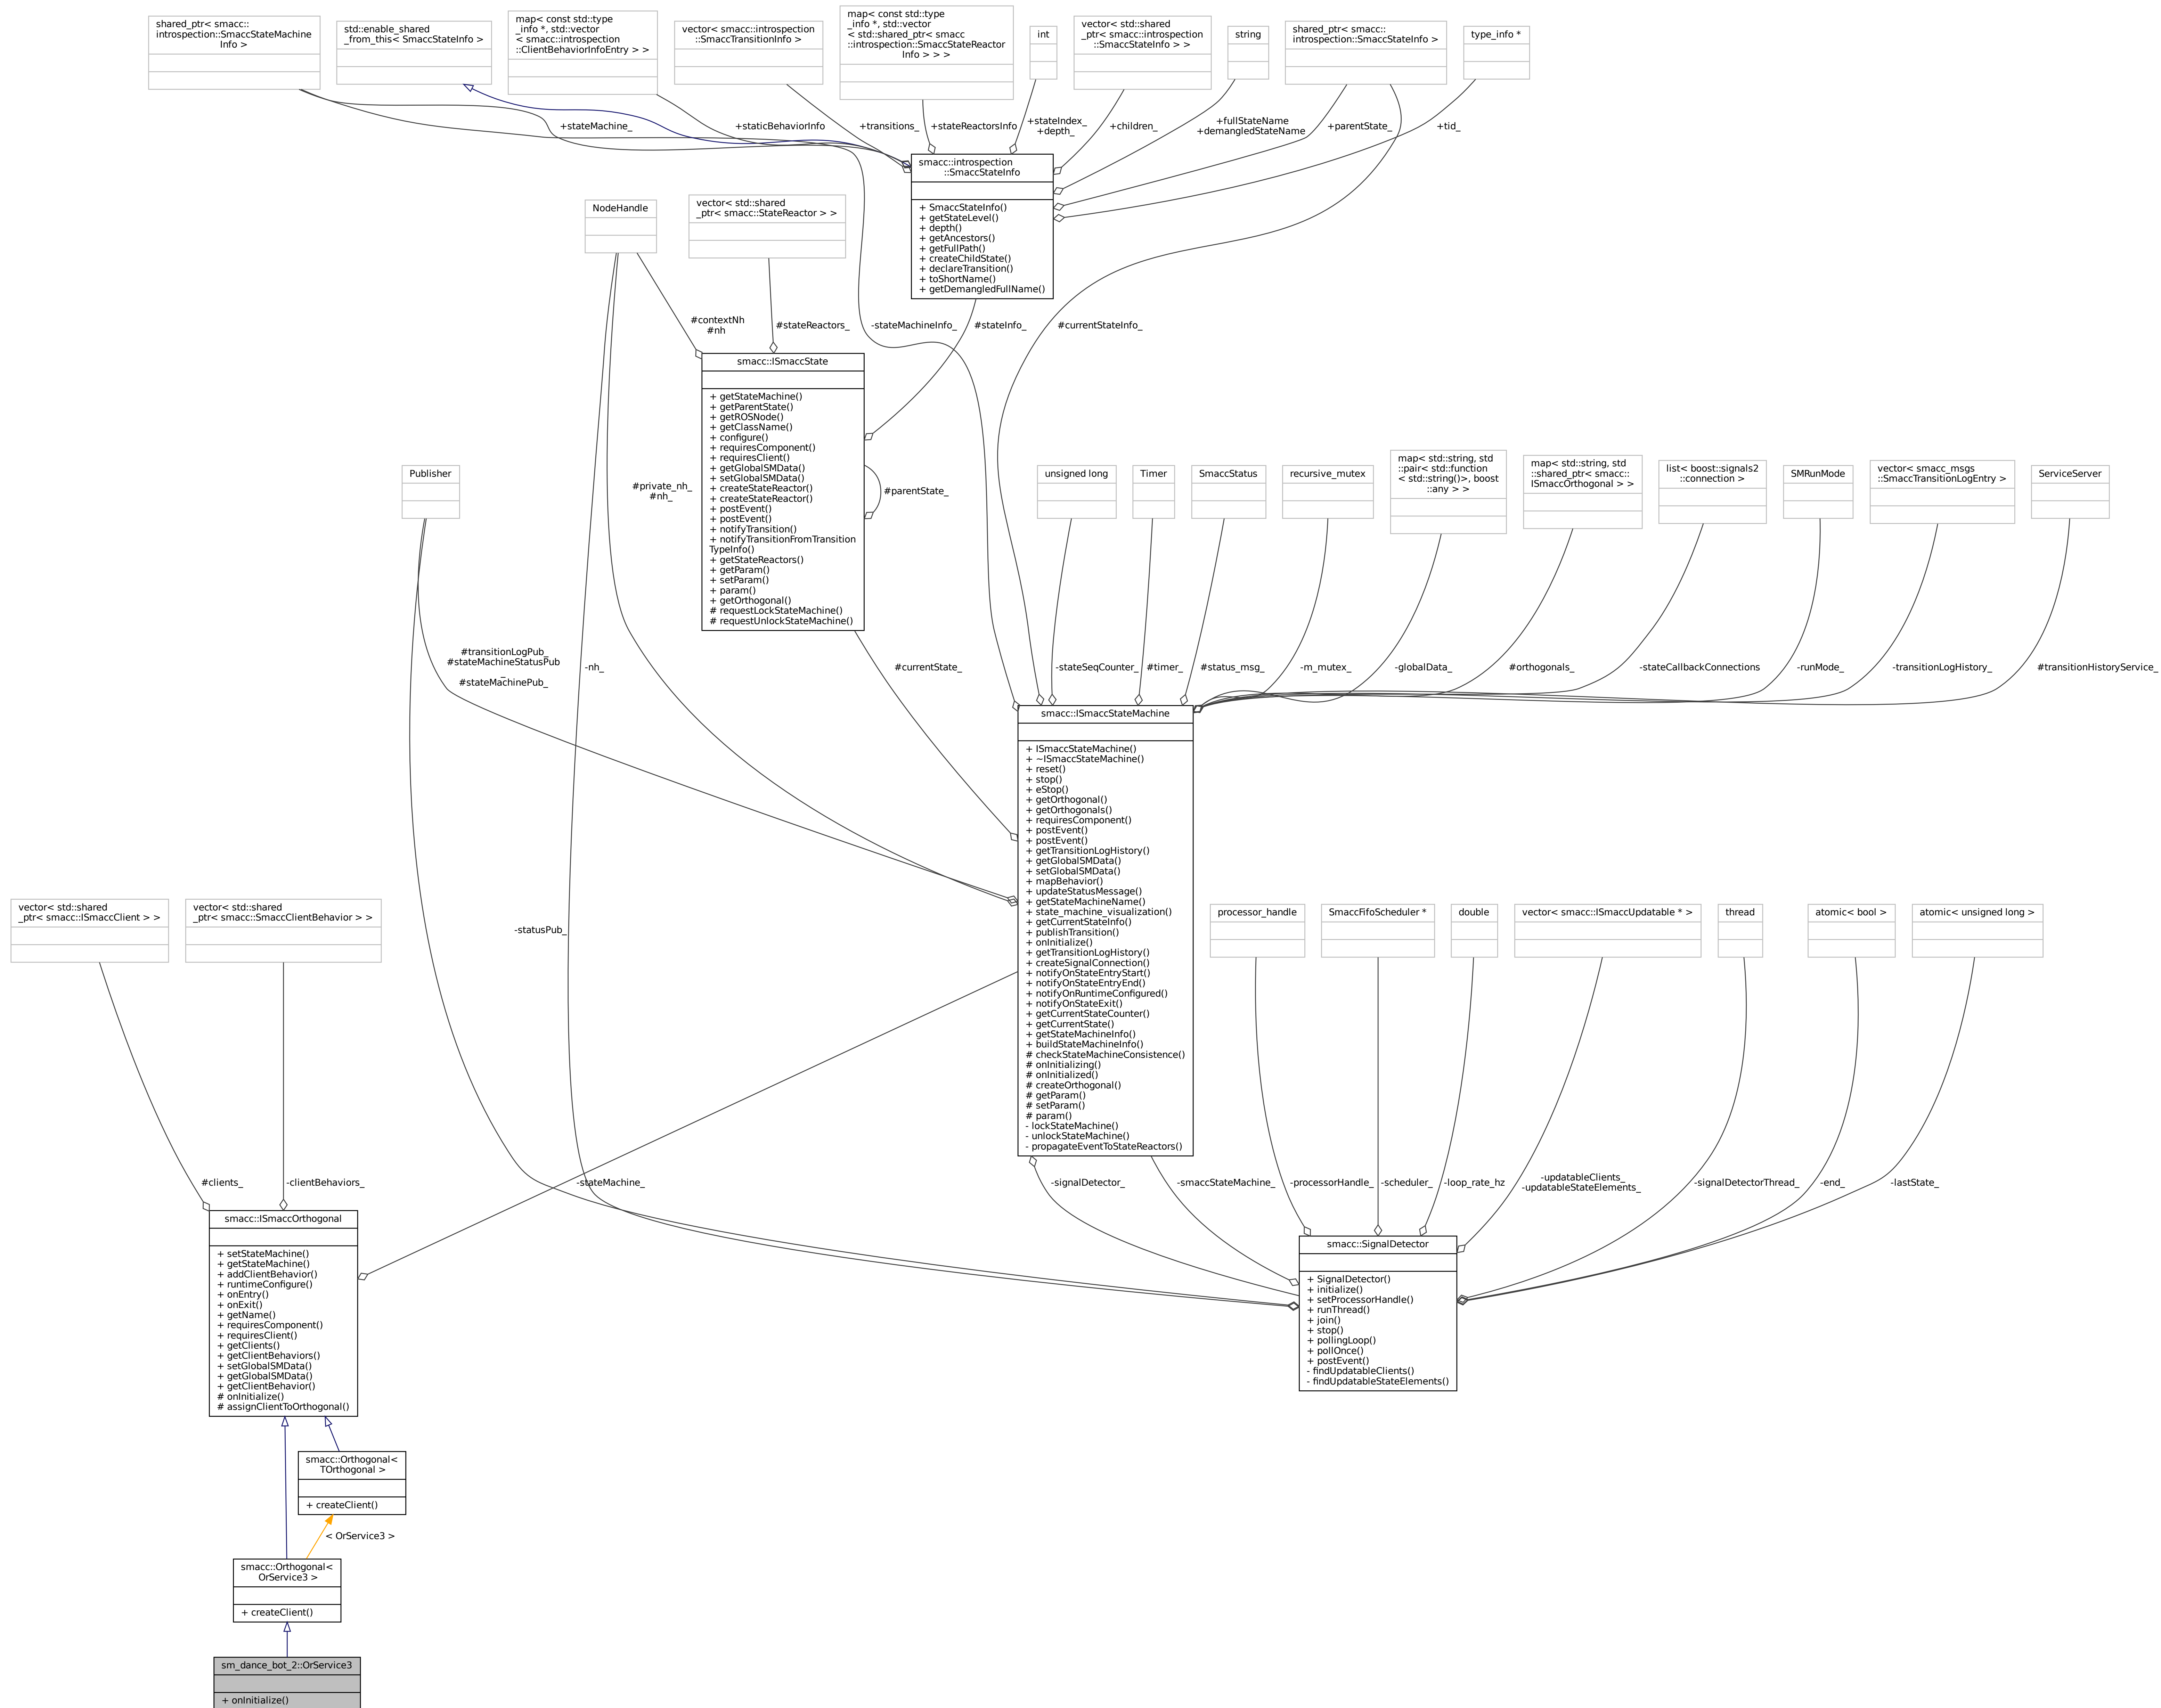 shared_ptr< smacc::
introspection::SmaccStateMachine
Info >
std::enable_shared
_from_this< SmaccStateInfo >
map< const std::type
_info *, std::vector
< smacc::introspection
::ClientBehaviorInfoEntry > >
vector< smacc::introspection
::SmaccTransitionInfo >
map< const std::type
_info *, std::vector
< std::shared_ptr< smacc
::introspection::SmaccStateReactor
Info > > >
int
vector< std::shared
_ptr< smacc::introspection
::SmaccStateInfo > >
string
shared_ptr< smacc::
introspection::SmaccStateInfo >
type_info *
+stateMachine_
+staticBehaviorInfo
+transitions_
+stateReactorsInfo
+stateIndex_
+depth_
+children_
+fullStateName
+demangledStateName
+parentState_
+tid_
smacc::introspection
::SmaccStateInfo
+ SmaccStateInfo()
+ getStateLevel()
+ depth()
+ getAncestors()
+ getFullPath()
+ createChildState()
+ declareTransition()
+ toShortName()
+ getDemangledFullName()
NodeHandle
vector< std::shared
_ptr< smacc::StateReactor > >
#contextNh
#nh
#stateReactors_
-stateMachineInfo_
#stateInfo_
#currentStateInfo_
smacc::ISmaccState
+ getStateMachine()
+ getParentState()
+ getROSNode()
+ getClassName()
+ configure()
+ requiresComponent()
+ requiresClient()
+ getGlobalSMData()
+ setGlobalSMData()
+ createStateReactor()
+ createStateReactor()
+ postEvent()
+ postEvent()
+ notifyTransition()
+ notifyTransitionFromTransition
TypeInfo()
+ getStateReactors()
+ getParam()
+ setParam()
+ param()
+ getOrthogonal()
# requestLockStateMachine()
# requestUnlockStateMachine()
#parentState_
#private_nh_
#nh_
Publisher
unsigned long
Timer
SmaccStatus
recursive_mutex
map< std::string, std
::pair< std::function
< std::string()>, boost
::any > >
map< std::string, std
::shared_ptr< smacc::
ISmaccOrthogonal > >
list< boost::signals2
::connection >
SMRunMode
vector< smacc_msgs
::SmaccTransitionLogEntry >
ServiceServer
#transitionLogPub_
#stateMachineStatusPub
_
#stateMachinePub_
-nh_
#currentState_
-stateSeqCounter_
#timer_
#status_msg_
-m_mutex_
-globalData_
#orthogonals_
-stateCallbackConnections
-runMode_
-transitionLogHistory_
#transitionHistoryService_
smacc::ISmaccStateMachine
+ ISmaccStateMachine()
+ ~ISmaccStateMachine()
+ reset()
+ stop()
+ eStop()
+ getOrthogonal()
+ getOrthogonals()
+ requiresComponent()
+ postEvent()
+ postEvent()
+ getTransitionLogHistory()
+ getGlobalSMData()
+ setGlobalSMData()
+ mapBehavior()
+ updateStatusMessage()
+ getStateMachineName()
+ state_machine_visualization()
+ getCurrentStateInfo()
+ publishTransition()
+ onInitialize()
+ getTransitionLogHistory()
+ createSignalConnection()
+ notifyOnStateEntryStart()
+ notifyOnStateEntryEnd()
+ notifyOnRuntimeConfigured()
+ notifyOnStateExit()
+ getCurrentStateCounter()
+ getCurrentState()
+ getStateMachineInfo()
+ buildStateMachineInfo()
# checkStateMachineConsistence()
# onInitializing()
# onInitialized()
# createOrthogonal()
# getParam()
# setParam()
# param()
- lockStateMachine()
- unlockStateMachine()
- propagateEventToStateReactors()
vector< std::shared
_ptr< smacc::ISmaccClient > >
vector< std::shared
_ptr< smacc::SmaccClientBehavior > >
-statusPub_
processor_handle
SmaccFifoScheduler *
double
vector< smacc::ISmaccUpdatable * >
thread
atomic< bool >
atomic< unsigned long >
#clients_
-clientBehaviors_
-stateMachine_
-signalDetector_
-smaccStateMachine_
-processorHandle_
-scheduler_
-loop_rate_hz
-updatableClients_
-updatableStateElements_
-signalDetectorThread_
-end_
-lastState_
smacc::ISmaccOrthogonal
+ setStateMachine()
+ getStateMachine()
+ addClientBehavior()
+ runtimeConfigure()
+ onEntry()
+ onExit()
+ getName()
+ requiresComponent()
+ requiresClient()
+ getClients()
+ getClientBehaviors()
+ setGlobalSMData()
+ getGlobalSMData()
+ getClientBehavior()
# onInitialize()
# assignClientToOrthogonal()
smacc::SignalDetector
+ SignalDetector()
+ initialize()
+ setProcessorHandle()
+ runThread()
+ join()
+ stop()
+ pollingLoop()
+ pollOnce()
+ postEvent()
- findUpdatableClients()
- findUpdatableStateElements()
smacc::Orthogonal<
TOrthogonal >
+ createClient()
< OrService3 >
smacc::Orthogonal<
OrService3 >
+ createClient()
sm_dance_bot_2::OrService3
+ onInitialize()